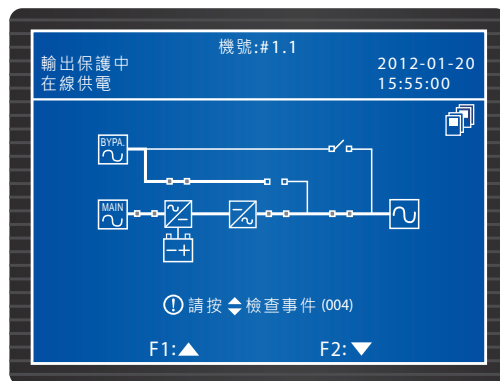 機號:#1.1
輸出保護中
在線供電
2012-01-20
15:55:00
BYPA.
MAIN
請按 檢查事件 (004)
F1:
F2: